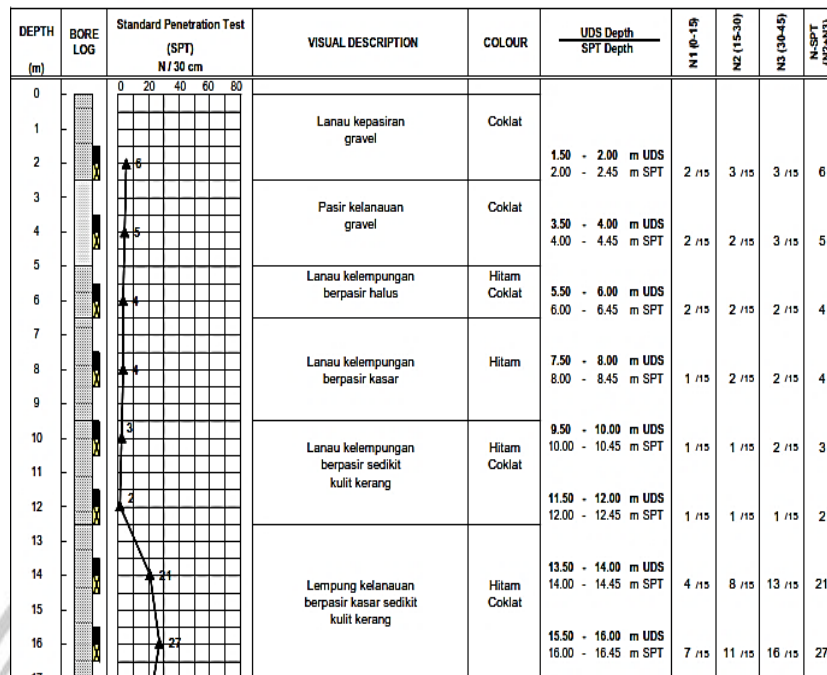 DEPTH BORE LOG Standard Penetration Test (SPT) N / 30 cm VISUAL DESCRIPTION COLOUR UDS Depth SPT Depth N1 (0-15) N2 (15-30) N3 (30-45) N-SPT (N2+N3)
(m)
0 20 40 60 80
0
1 Lanau kepasiran Coklat
gravel
1.50 - 2.00 m UDS
2 6 2.00 - 2.45 m SPT 2 /15 3 /15 3 /15 6
3 Pasir kelanauan Coklat
gravel
3.50 - 4.00 m UDS
4 5 4.00 - 4.45 m SPT 2 /15 2 /15 3 /15 5
5 Lanau kelempungan Hitam
berpasir halus Coklat
5.50 - 6.00 m UDS
6 4 6.00 - 6.45 m SPT 2 /15 2 /15 2 /15 4
7
Lanau kelempungan Hitam 7.50 - 8.00 m UDS
8 4 berpasir kasar 8.00 - 8.45 m SPT 1 /15 2 /15 2 /15 4
9
3 9.50 - 10.00 m UDS
10 Lanau kelempungan Hitam 10.00 - 10.45 m SPT 1 /15 1 /15 2 /15 3
berpasir sedikit Coklat
11 kulit kerang
2 11.50 - 12.00 m UDS
12 12.00 - 12.45 m SPT 1 /15 1 /15 1 /15 2
13
13.50 - 14.00 m UDS
14 21 Lempung kelanauan Hitam 14.00 - 14.45 m SPT 4 /15 8 /15 13 /15 21
berpasir kasar sedikit Coklat
15 kulit kerang
15.50 - 16.00 m UDS
16 27 16.00 - 16.45 m SPT 7 /15 11 /15 16 /15 27
17